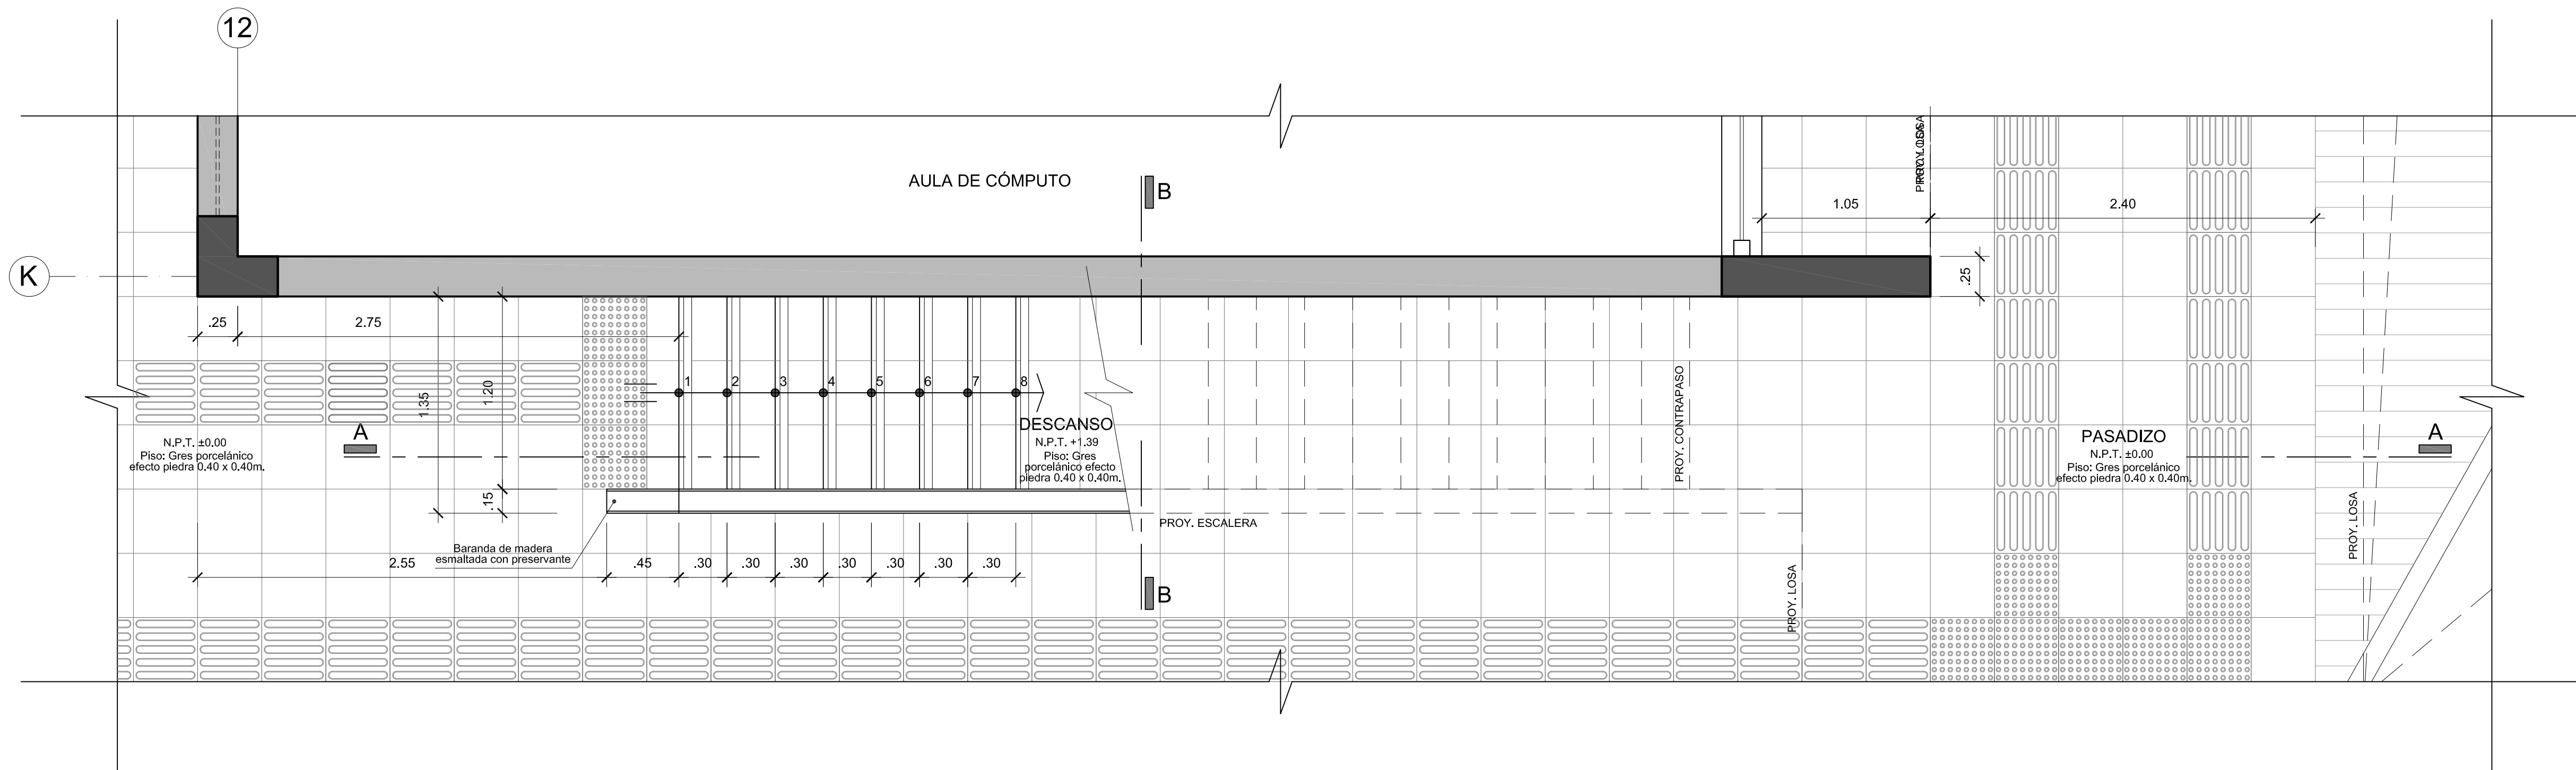 12
K
AULA DE CÓMPUTO
B
PROY. LOSA
1.05
2.40
.25
.25
2.75
1.35
1.20
.15
1
2
3
4
5
6
7
8
A
N.P.T. ±0.00
Piso: Gres porcelánico
efecto piedra 0.40 x 0.40m.
DESCANSO
N.P.T. +1.39
Piso: Gres
porcelánico efecto
piedra 0.40 x 0.40m.
PROY. CONTRAPASO
PASADIZO
N.P.T. ±0.00
Piso: Gres porcelánico
efecto piedra 0.40 x 0.40m.
A
PROY. LOSA
PROY. ESCALERA
Baranda de madera
esmaltada con preservante
2.55
.45
.30
.30
.30
.30
.30
.30
.30
B
PROY. LOSA